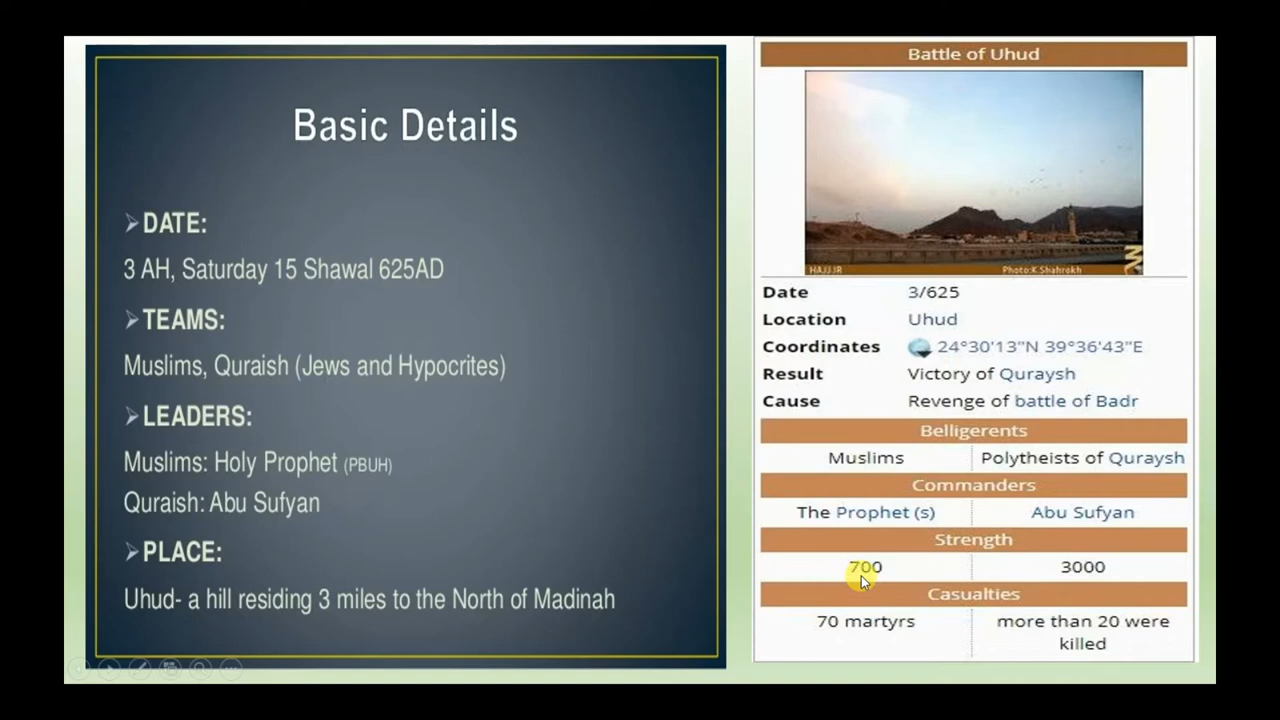 Basic Details
➢DATE:
3 AH, Saturday 15 Shawal 625AD
➢TEAMS:
Muslims, Quraish (Jews and Hypocrites)
➢LEADERS:
Muslims: Holy Prophet (PBUH)
Quraish: Abu Sufyan
➢PLACE:
Uhud- a hill residing 3 miles to the North of Madinah
Battle of Uhud
HAJJ.IR Photo:K.Shahrokh
Date 3/625
Location Uhud
Coordinates 24°30'13"N 39°36'43"E
Result Victory of Quraysh
Cause Revenge of battle of Badr
Belligerents
Muslims Polytheists of Quraysh
Commanders
The Prophet (s) Abu Sufyan
Strength
700 3000
Casualties
70 martyrs more than 20 were
killed